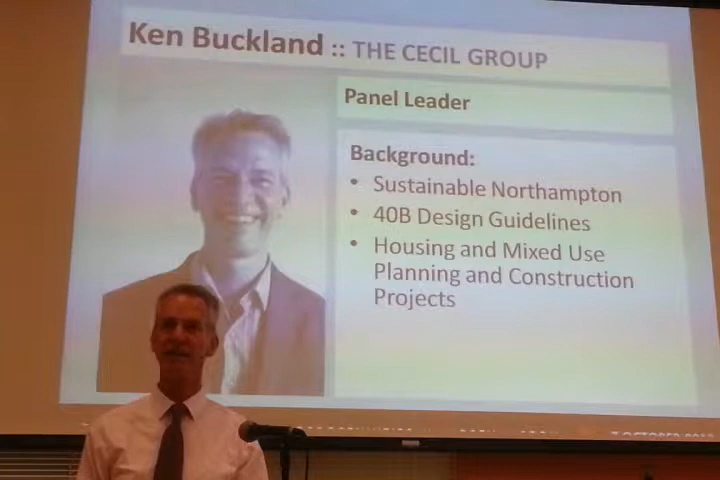 Ken Buckland :: THE CECIL GROUP
Panel Leader
Background:
• Sustainable Northampton
• 40B Design Guidelines
• Housing and Mixed Use
Planning and Construction
Projects
OCTOBER